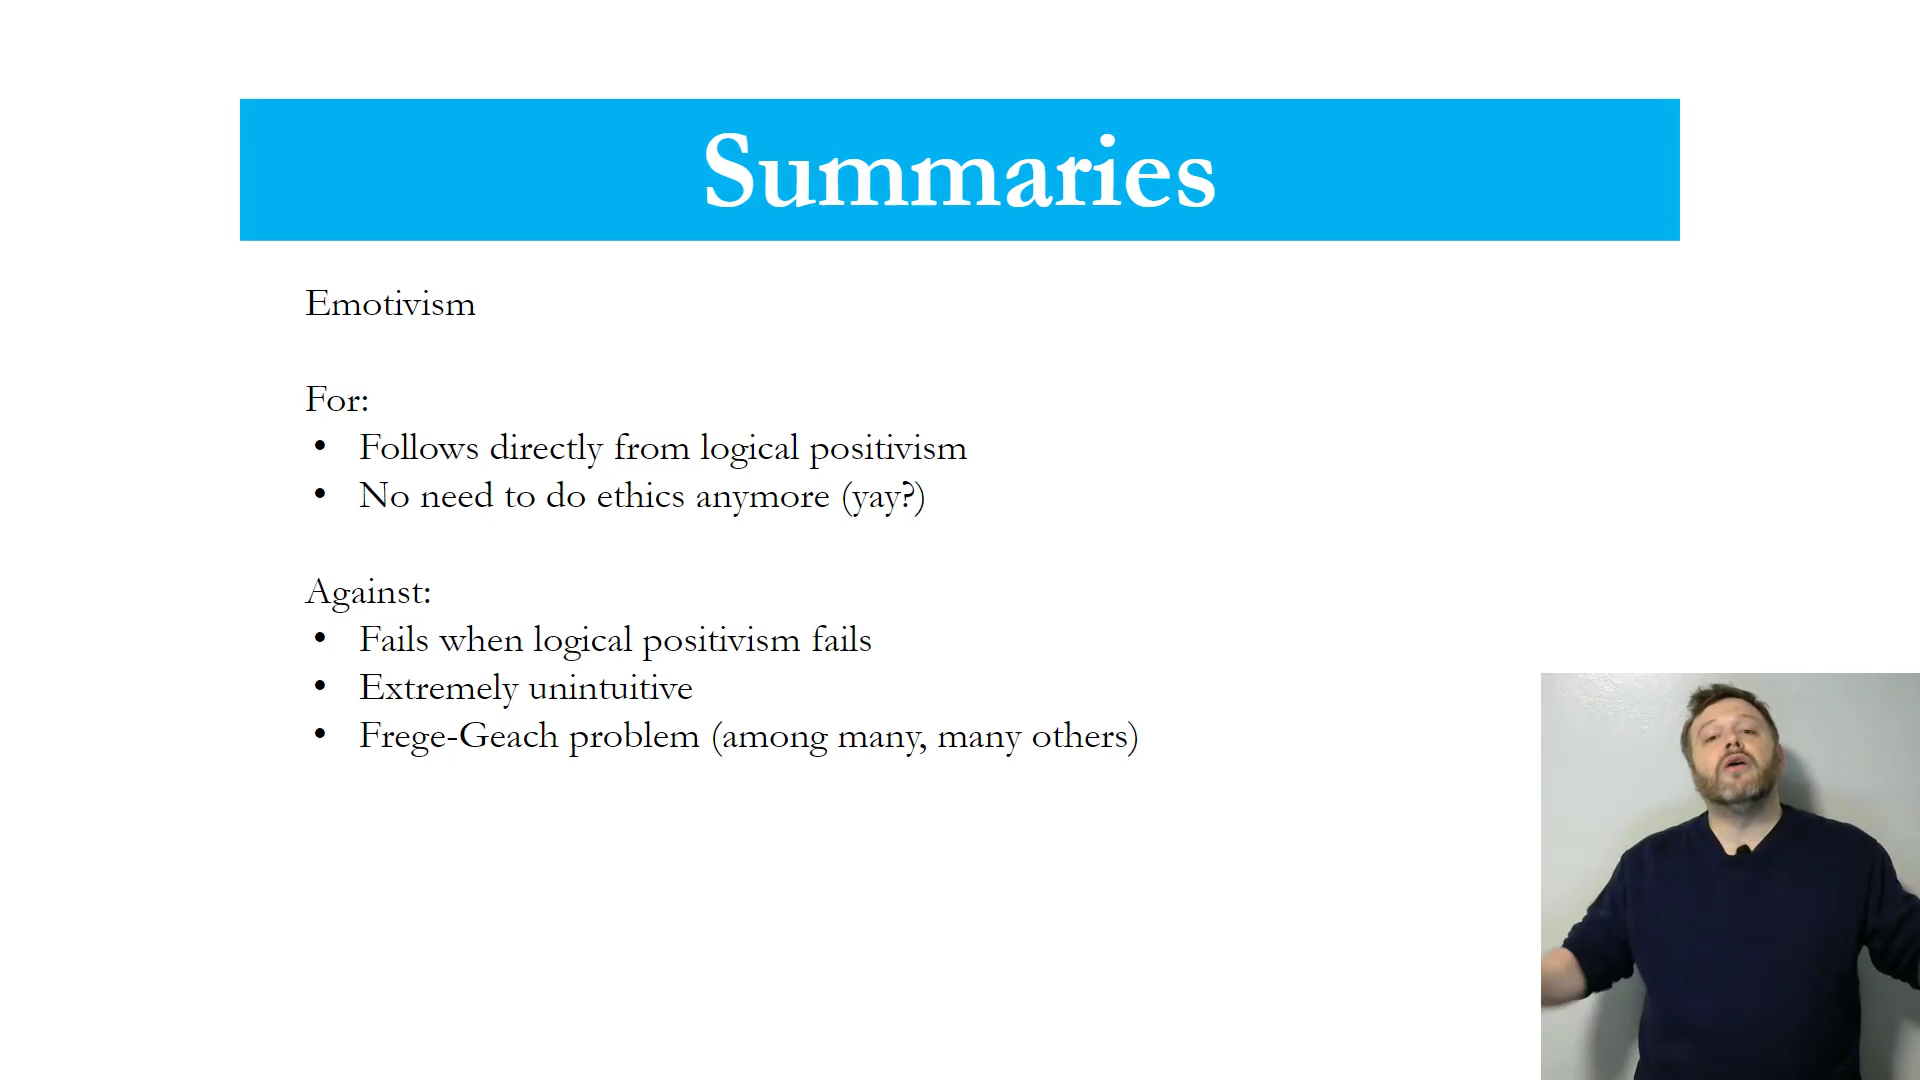 Summaries
Emotivism
For:
• Follows directly from logical positivism
• No need to do ethics anymore (yay?)
Against:
• Fails when logical positivism fails
• Extremely unintuitive
• Frege-Geach problem (among many, many others)